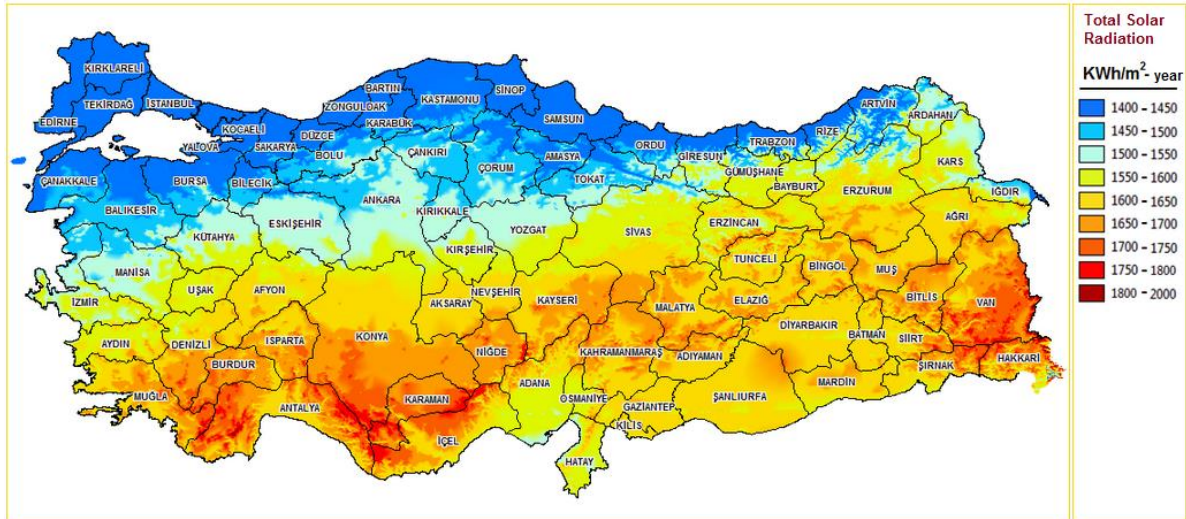 Total Solar
Radiation
KWh/m²- year
1400 - 1450
1450 - 1500
1500 - 1550
1550 - 1600
1600 - 1650
1650 - 1700
1700 - 1750
1750 - 1800
1800 - 2000
KIRKLARELİ
TEKİRDAĞ
İSTANBUL
EDİRNE
KOCAELİ
YALOVA
SAKARYA
DÜZCE
ZONGULDAK
BARTIN
KARABÜK
KASTAMONU
SİNOP
SAMSUN
BOLU
ÇANKIRI
ÇORUM
AMASYA
ORDU
TOKAT
GİRESUN
TRABZON
RİZE
ARTVİN
ARDAHAN
KARS
GÜMÜŞHANE
BAYBURT
ERZURUM
IĞDIR
AĞRI
ÇANAKKALE
BURSA
BİLECİK
BALIKESİR
ESKİŞEHİR
ANKARA
KIRIKKALE
KÜTAHYA
YOZGAT
SİVAS
ERZİNCAN
KIRŞEHİR
TUNCELİ
BİNGÖL
MUŞ
MANİSA
UŞAK
AFYON
İZMİR
AKSARAY
NEVŞEHİR
KAYSERİ
MALATYA
ELAZIĞ
BİTLİS
VAN
DİYARBAKIR
BATMAN
SİİRT
AYDIN
DENİZLİ
ISPARTA
KONYA
NİĞDE
KAHRAMANMARAŞ
ADIYAMAN
BURDUR
HAKKARİ
ŞIRNAK
MARDİN
ADANA
OSMANİYE
GAZİANTEP
ŞANLIURFA
MUĞLA
ANTALYA
KARAMAN
İÇEL
KİLİS
HATAY